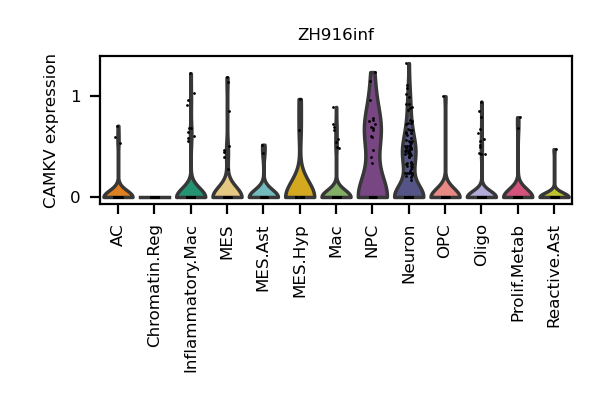 ZH916inf
CAMKV expression
1
0
AC
Chromatin.Reg
Inflammatory.Mac
MES
MES.Ast
MES.Hyp
Mac
NPC
Neuron
OPC
Oligo
Prolif.Metab
Reactive.Ast